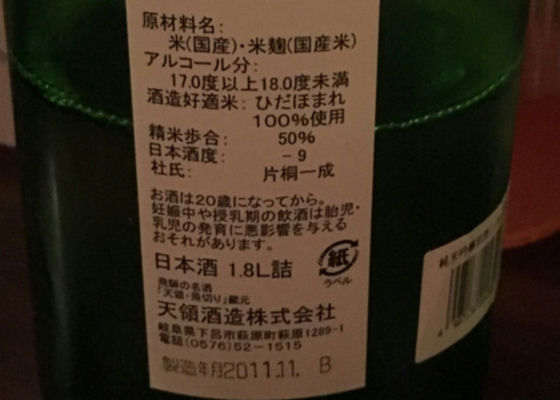 原材料名:
米(国産)・米麹(国産米)
アルコール分:
17.0度以上18.0度未満
酒造好適米: ひだほまれ
100%使用
精米歩合: 50%
日本酒度: -9
杜氏: 片桐一成
お酒は20歳になってから。
妊娠中や授乳期の飲酒は胎児・
乳児の発育に悪影響を与える
おそれがあります。
日本酒 1.8L詰
紙
ラベル
飛騨の名酒
「天領・飛切り」蔵元
天領酒造株式会社
岐阜県下呂市萩原町萩原1289-1
電話(0576)52-1515
製造年月2011.11. B
純米吟醸
4